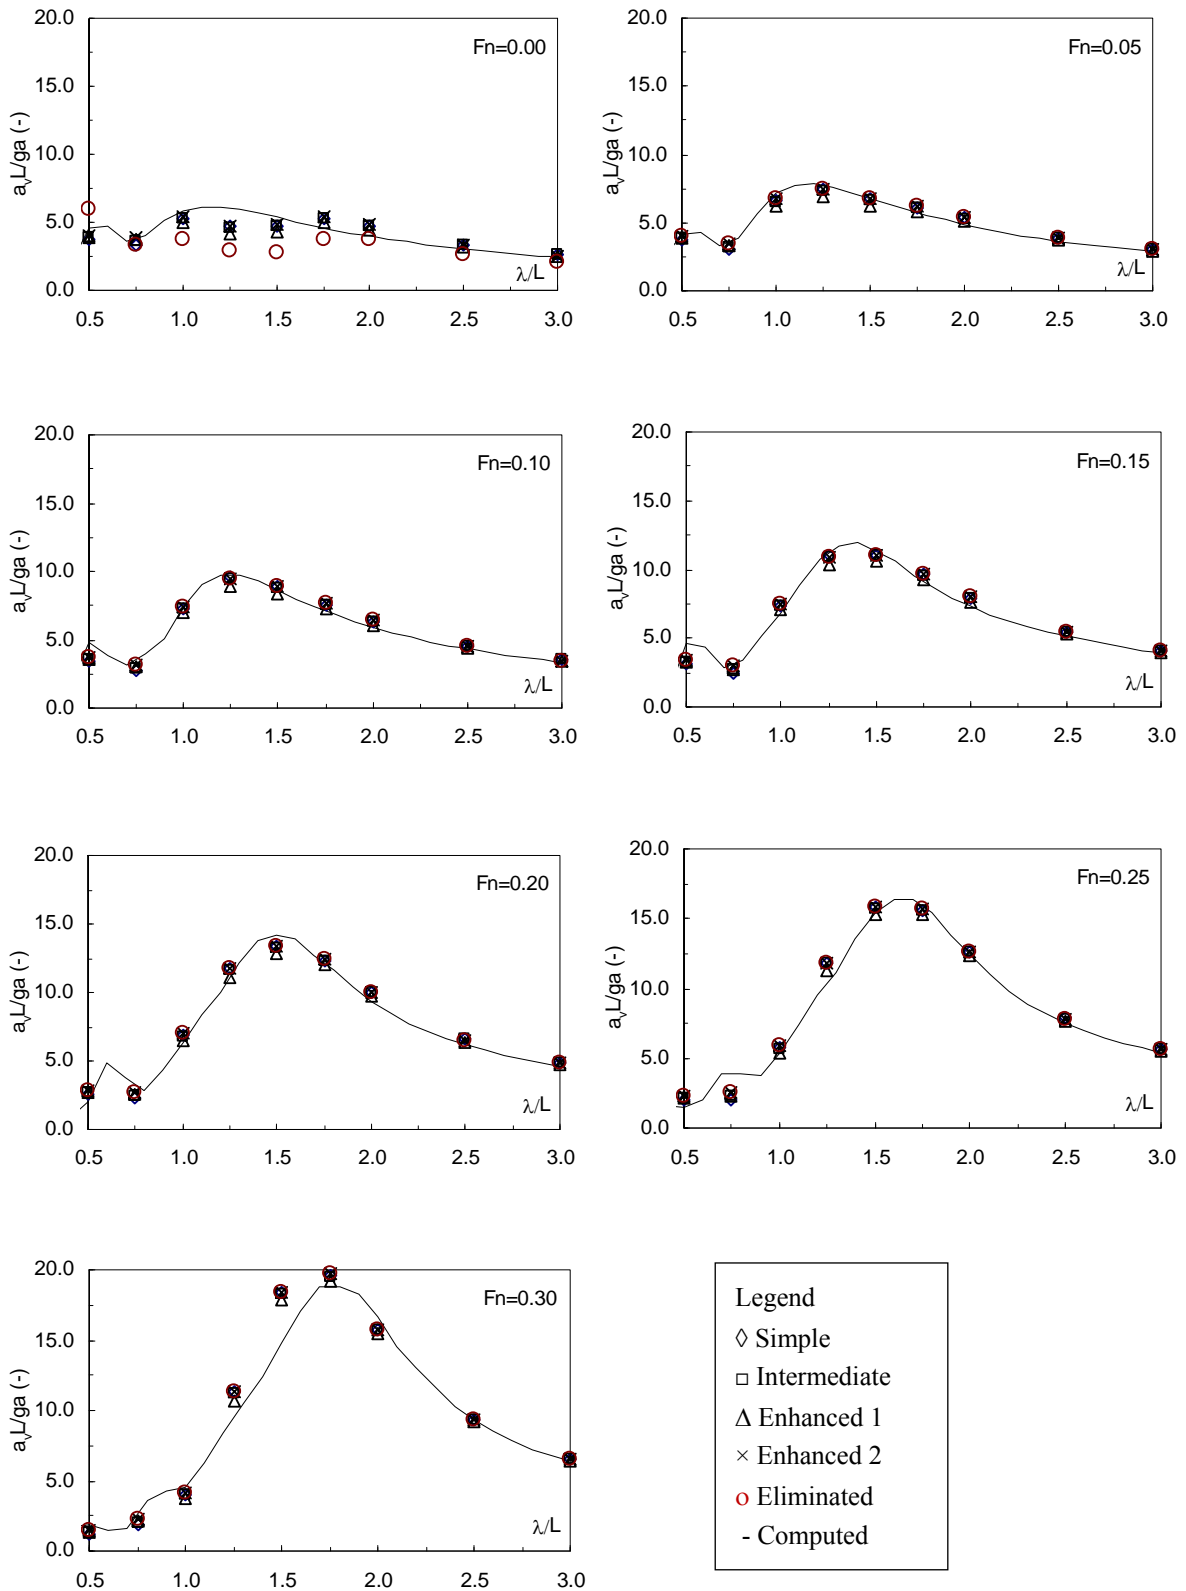 20.0
15.0
10.0
5.0
0.0
avL/ga (-)
Fn=0.00
λ/L
0.5 1.0 1.5 2.0 2.5 3.0
20.0
15.0
10.0
5.0
0.0
avL/ga (-)
Fn=0.05
λ/L
0.5 1.0 1.5 2.0 2.5 3.0
20.0
15.0
10.0
5.0
0.0
avL/ga (-)
Fn=0.10
λ/L
0.5 1.0 1.5 2.0 2.5 3.0
20.0
15.0
10.0
5.0
0.0
avL/ga (-)
Fn=0.15
λ/L
0.5 1.0 1.5 2.0 2.5 3.0
20.0
15.0
10.0
5.0
0.0
avL/ga (-)
Fn=0.20
λ/L
0.5 1.0 1.5 2.0 2.5 3.0
20.0
15.0
10.0
5.0
0.0
avL/ga (-)
Fn=0.25
λ/L
0.5 1.0 1.5 2.0 2.5 3.0
20.0
15.0
10.0
5.0
0.0
avL/ga (-)
Fn=0.30
λ/L
0.5 1.0 1.5 2.0 2.5 3.0
Legend
◊ Simple
□ Intermediate
Δ Enhanced 1
× Enhanced 2
o Eliminated
- Computed